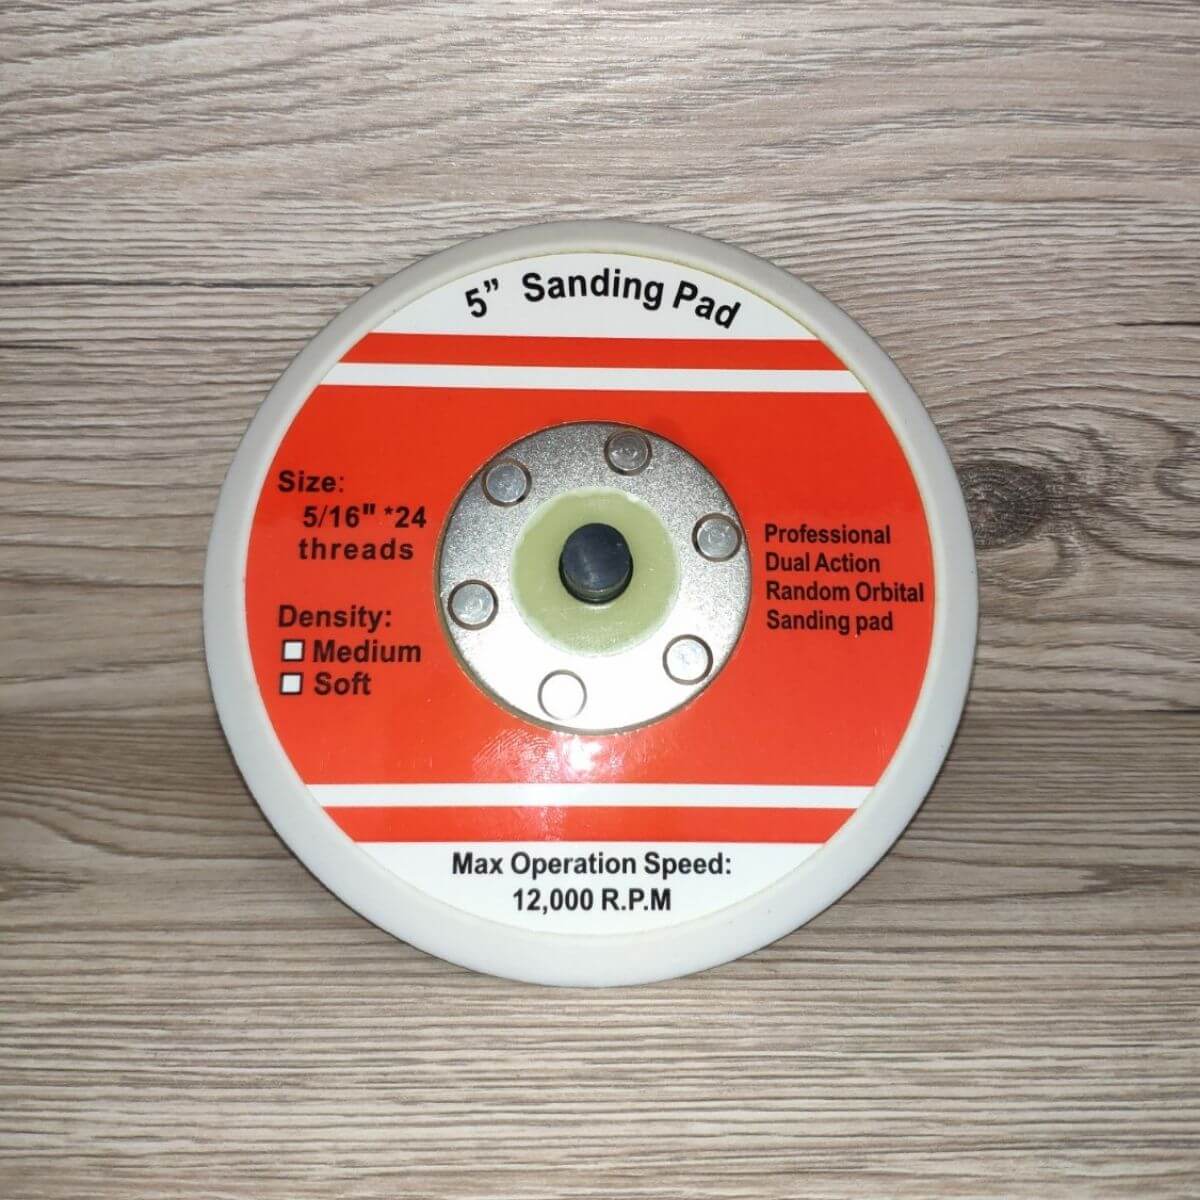 5” Sanding Pad
Size:
5/16" *24
threads
Density:
Medium
Soft
Professional
Dual Action
Random Orbital
Sanding pad
Max Operation Speed:
12,000 R.P.M